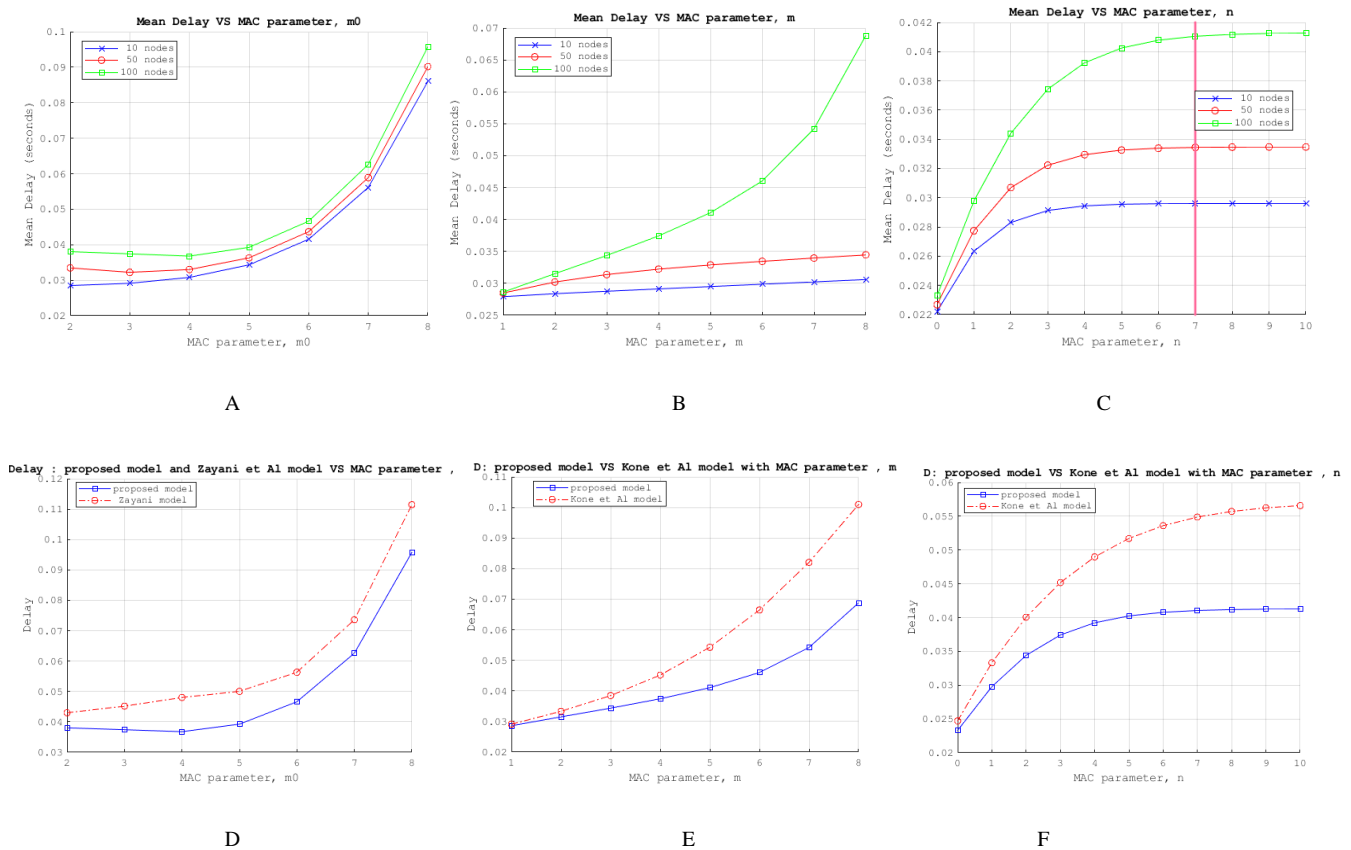 Mean Delay VS MAC parameter, m0
0.1
0.09
0.08
0.07
0.06
0.05
0.04
0.03
0.02
Mean Delay (seconds)
10 nodes
50 nodes
100 nodes
2 3 4 5 6 7 8
MAC parameter, m0
A
Mean Delay VS MAC parameter, m
0.07
0.067
0.06
0.055
0.05
0.045
0.04
0.035
0.03
0.025
Mean Delay (seconds)
10 nodes
50 nodes
100 nodes
1 2 3 4 5 6 7 8
MAC parameter, m
B
Mean Delay VS MAC parameter, n
0.042
0.04
0.038
0.036
0.034
0.032
0.03
0.028
0.026
0.024
0.022
Mean Delay (seconds)
10 nodes
50 nodes
100 nodes
0 1 2 3 4 5 6 7 8 9 10
MAC parameter, n
C
Delay : proposed model and Zayani et Al model VS MAC parameter ,
0.12
0.11
0.1
0.09
0.08
0.07
0.06
0.05
0.04
0.03
Delay
proposed model
Zayani model
2 3 4 5 6 7 8
MAC parameter, m0
D
D: proposed model VS Kone et Al model with MAC parameter , m
0.11
0.1
0.09
0.08
0.07
0.06
0.05
0.04
0.03
0.02
Delay
proposed model
Kone et Al model
1 2 3 4 5 6 7 8
MAC parameter, m
E
D: proposed model VS Kone et Al model with MAC parameter , n
0.06
0.055
0.05
0.045
0.04
0.035
0.03
0.025
0.02
Delay
proposed model
Kone et Al model
0 1 2 3 4 5 6 7 8 9 10
MAC parameter, n
F